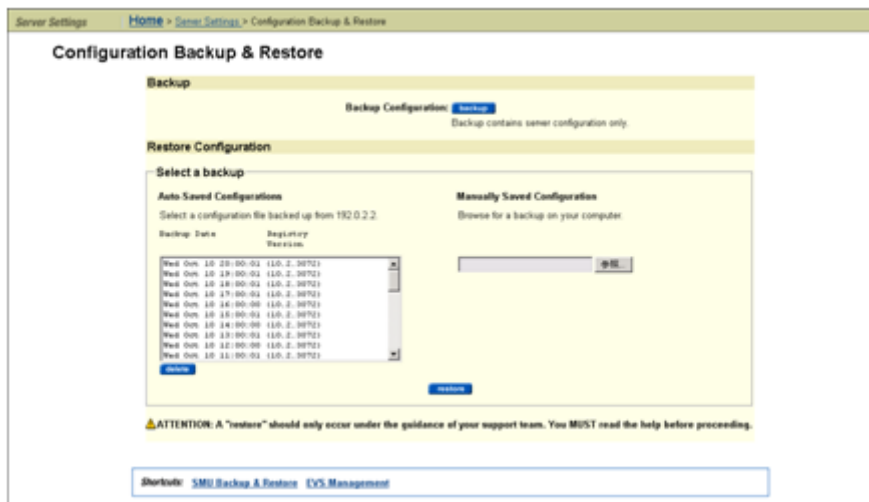 Server Settings Home > Server Settings > Configuration Backup & Restore
Configuration Backup & Restore
Backup
Backup Configuration: backup
Backup contains server configuration only.
Restore Configuration
Select a backup
Auto-Saved Configurations
Select a configuration file backed up from 192.0.2.2.
Backup Date Registry Version
Wed Oct 10 20:00:01 (10.2.3072)
Wed Oct 10 19:00:01 (10.2.3072)
Wed Oct 10 18:00:01 (10.2.3072)
Wed Oct 10 17:00:01 (10.2.3072)
Wed Oct 10 16:00:00 (10.2.3072)
Wed Oct 10 15:00:01 (10.2.3072)
Wed Oct 10 14:00:00 (10.2.3072)
Wed Oct 10 13:00:01 (10.2.3072)
Wed Oct 10 12:00:00 (10.2.3072)
Wed Oct 10 11:00:01 (10.2.3072)
delete
Manually Saved Configuration
Browse for a backup on your computer.
参照...
restore
ATTENTION: A "restore" should only occur under the guidance of your support team. You MUST read the help before proceeding.
Shortcuts: SMU Backup & Restore EVS Management